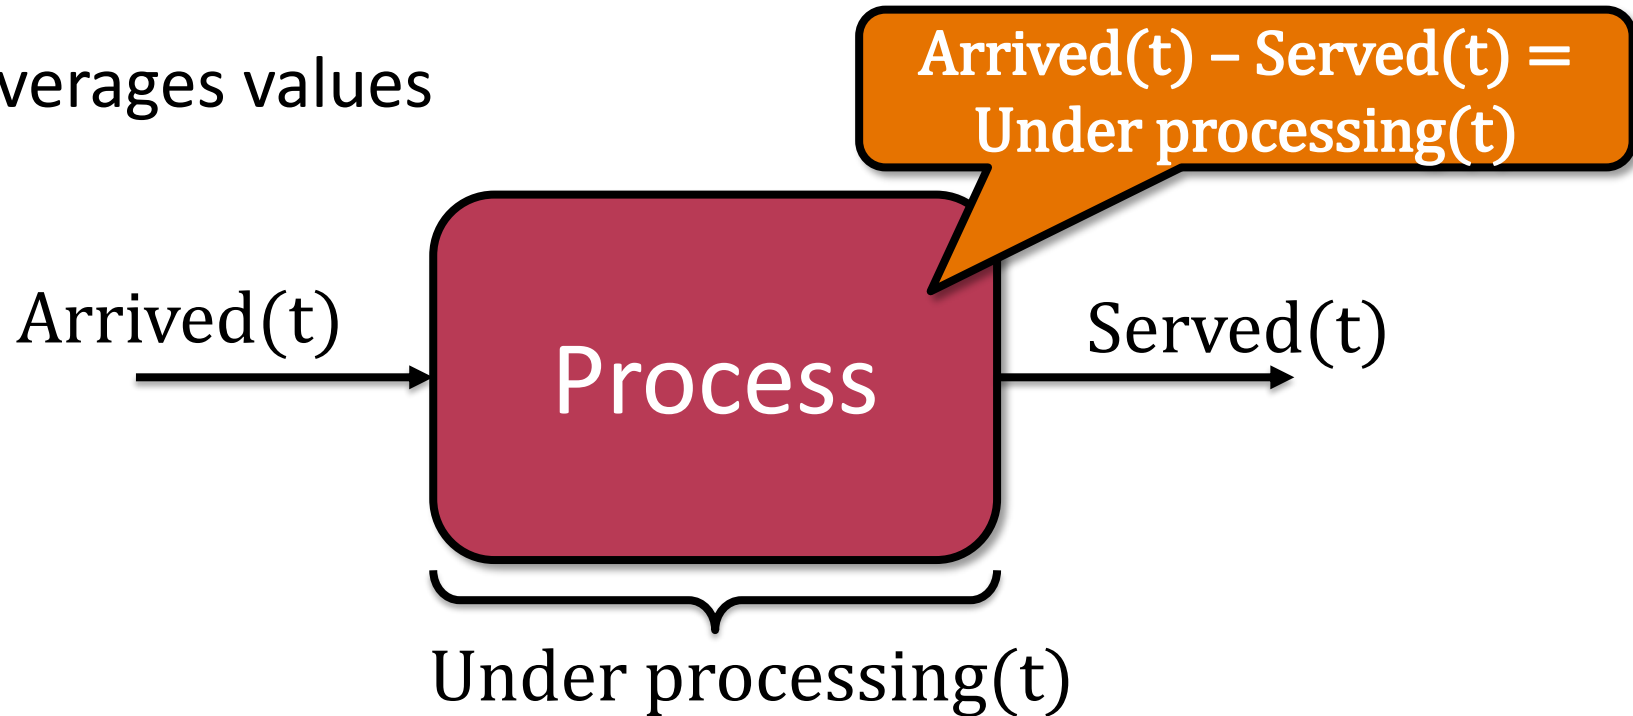 verages values
Arrived(t) – Served(t) =
Under processing(t)
Arrived(t)
Process
Served(t)
Under processing(t)